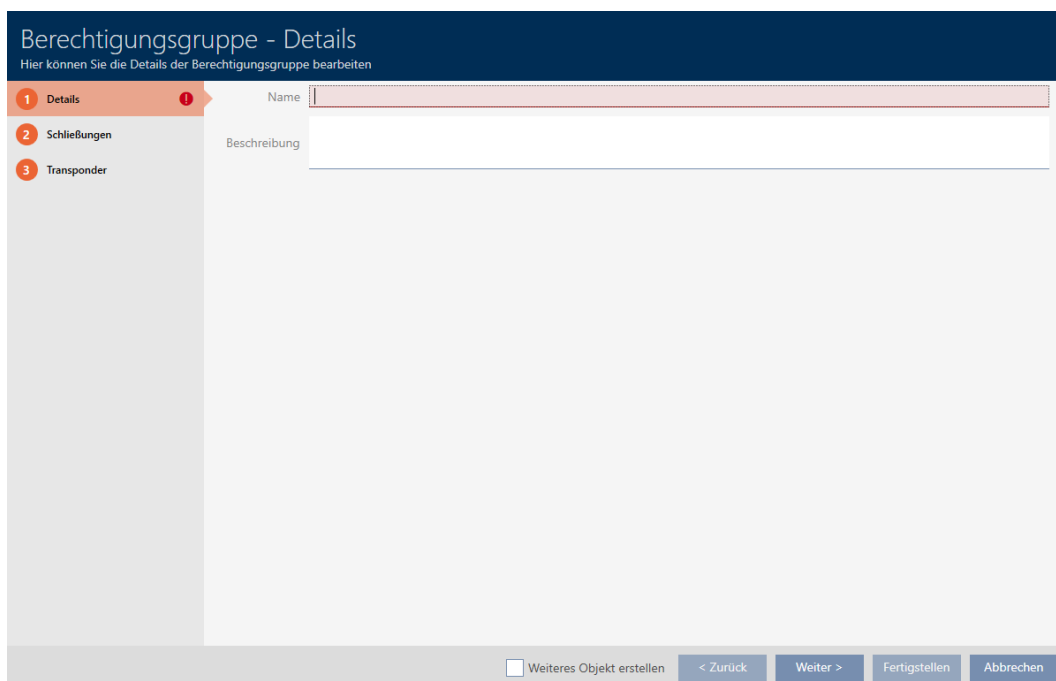 Berechtigungsgruppe - Details
Hier können Sie die Details der Berechtigungsgruppe bearbeiten
1 Details !
Name
2 Schließungen
Beschreibung
3 Transponder
Weiteres Objekt erstellen < Zurück Weiter > Fertigstellen Abbrechen